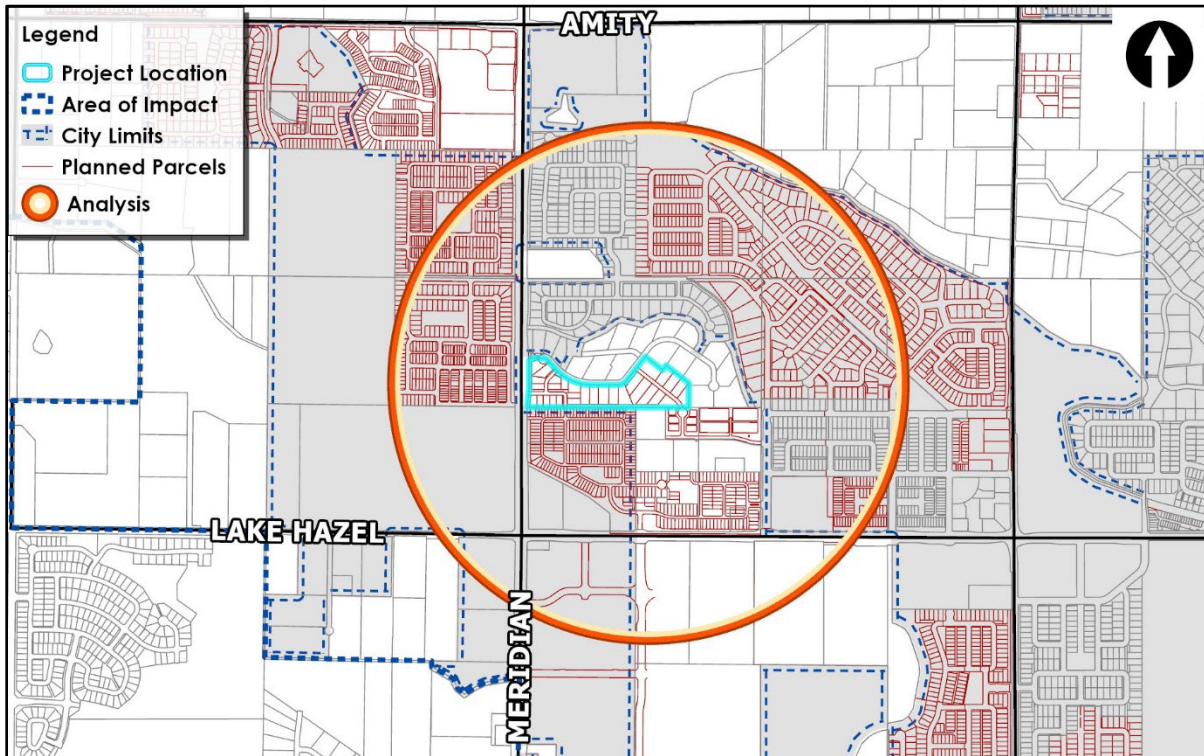 AMITY
Legend
Project Location
Area of Impact
City Limits
Planned Parcels
Analysis
LAKE HAZEL
MERIDIAN